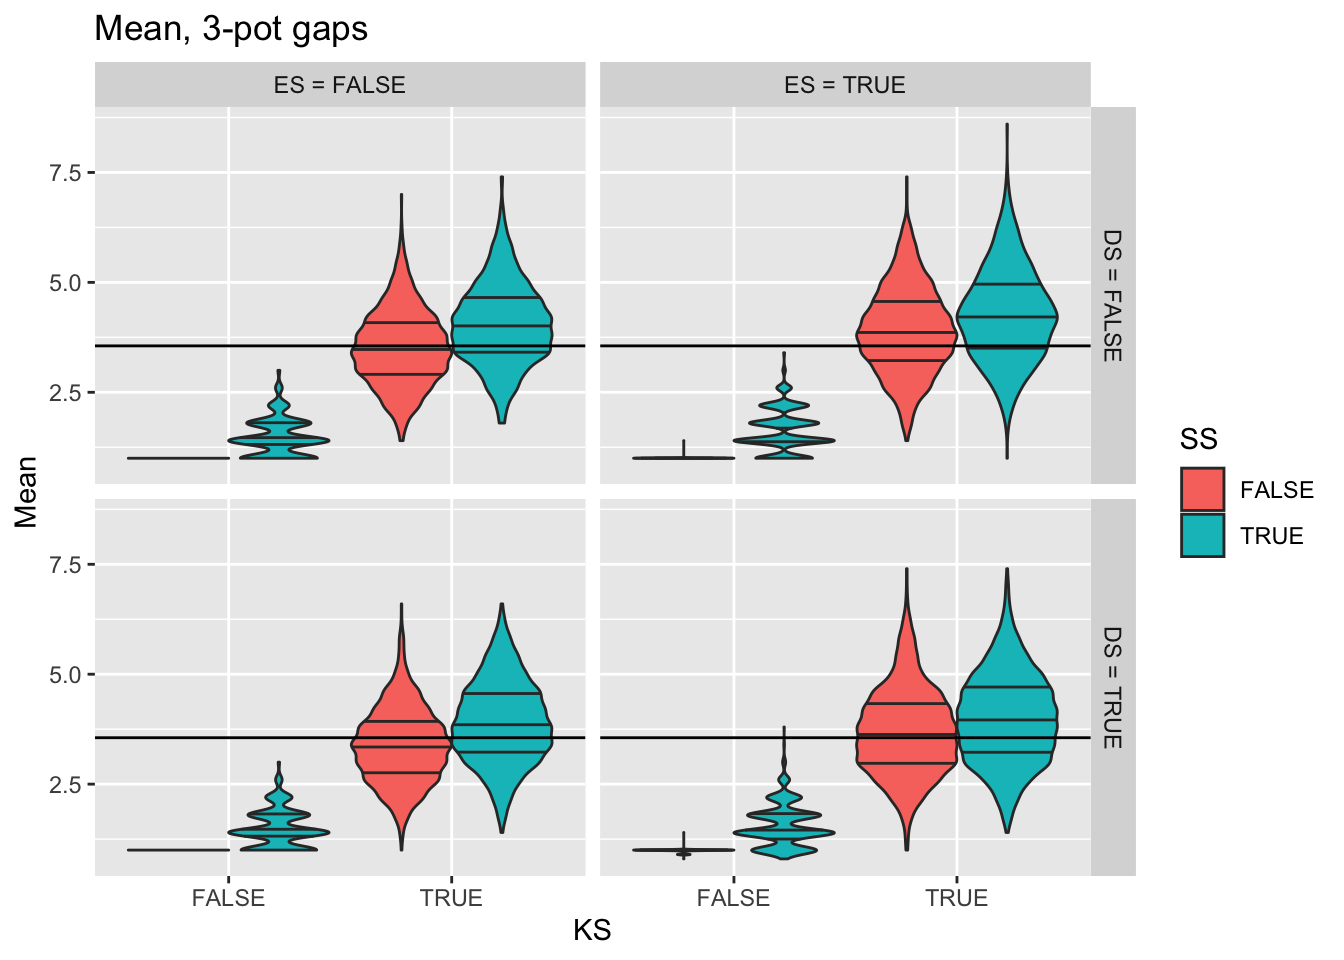 Mean, 3-pot gaps
ES = FALSE
ES = TRUE
7.5
5.0
2.5
DS = FALSE
7.5
5.0
2.5
DS = TRUE
Mean
FALSE
TRUE
FALSE
TRUE
KS
SS
FALSE
TRUE